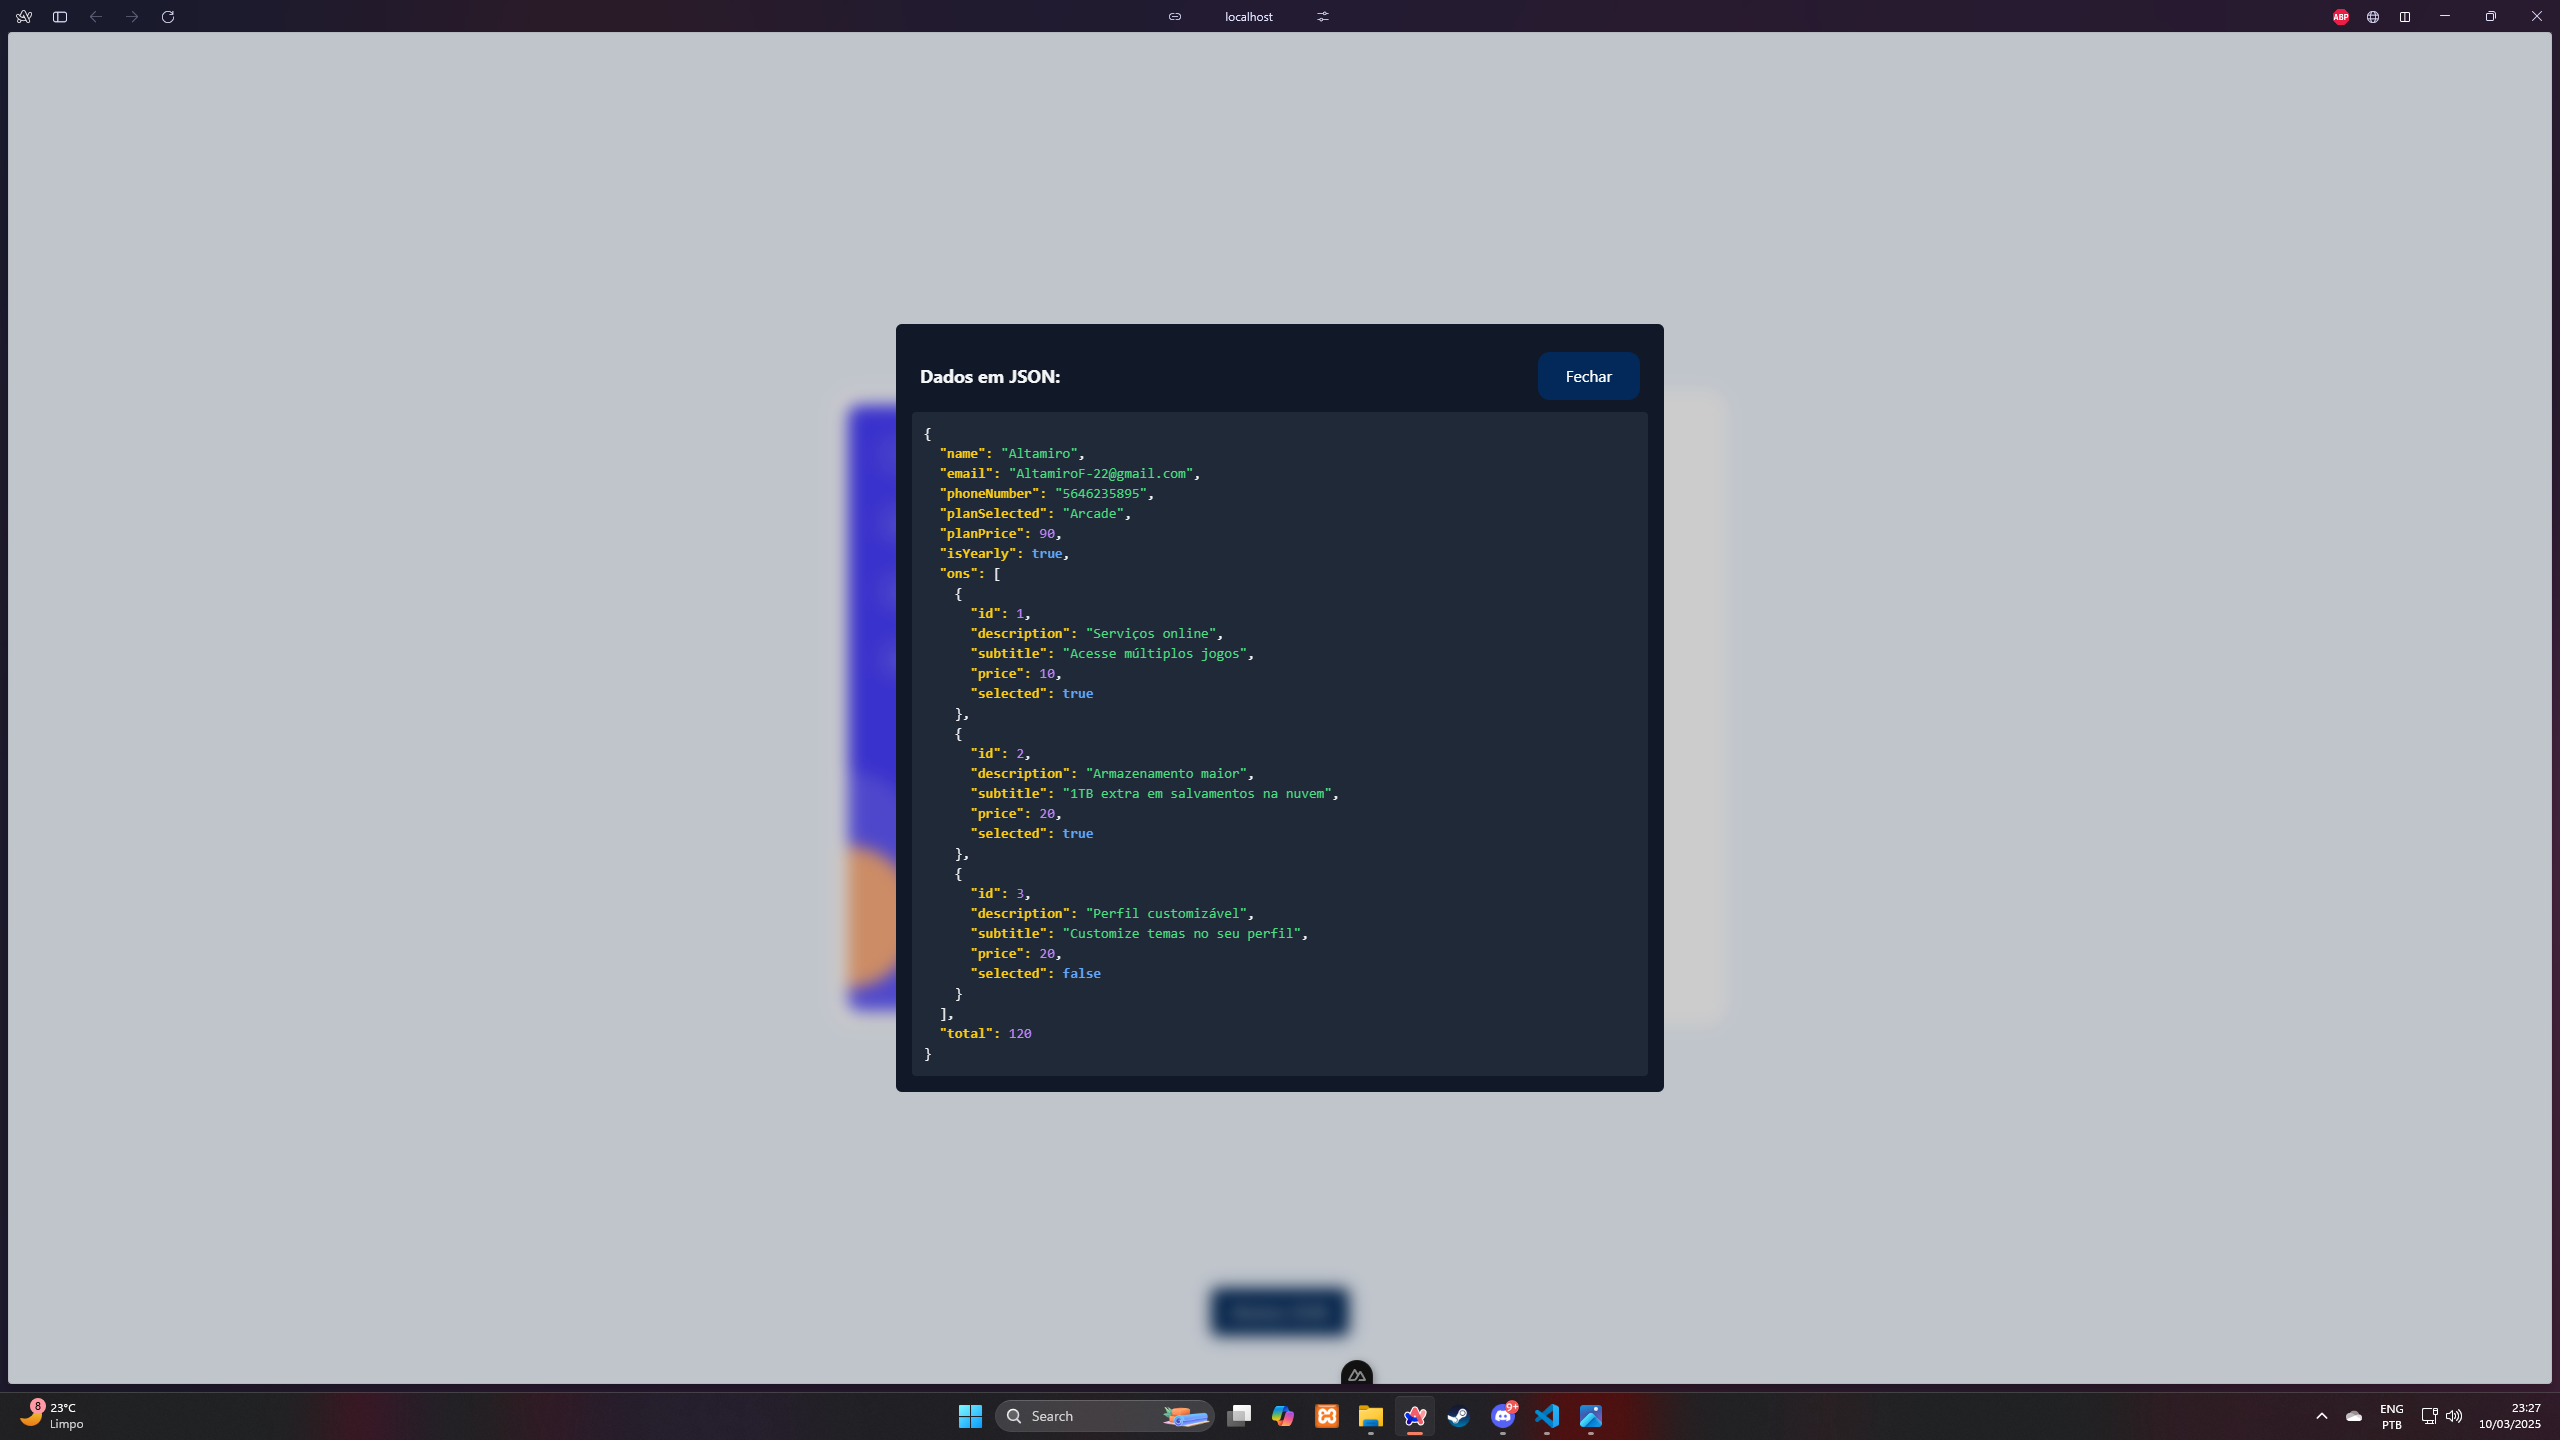 localhost
ABP
Dados em JSON:
Fechar
{
"name": "Altamiro",
"email": "AltamiroF-22@gmail.com",
"phoneNumber": "5646235895",
"planSelected": "Arcade",
"planPrice": 90,
"isYearly": true,
"ons": [
{
"id": 1,
"description": "Serviços online",
"subtitle": "Acesse múltiplos jogos",
"price": 10,
"selected": true
},
{
"id": 2,
"description": "Armazenamento maior",
"subtitle": "1TB extra em salvamentos na nuvem",
"price": 20,
"selected": true
},
{
"id": 3,
"description": "Perfil customizável",
"subtitle": "Customize temas no seu perfil",
"price": 20,
"selected": false
}
],
"total": 120
}
8
23°C
Limpo
Search
9+
ENG
PTB
23:27
10/03/2025